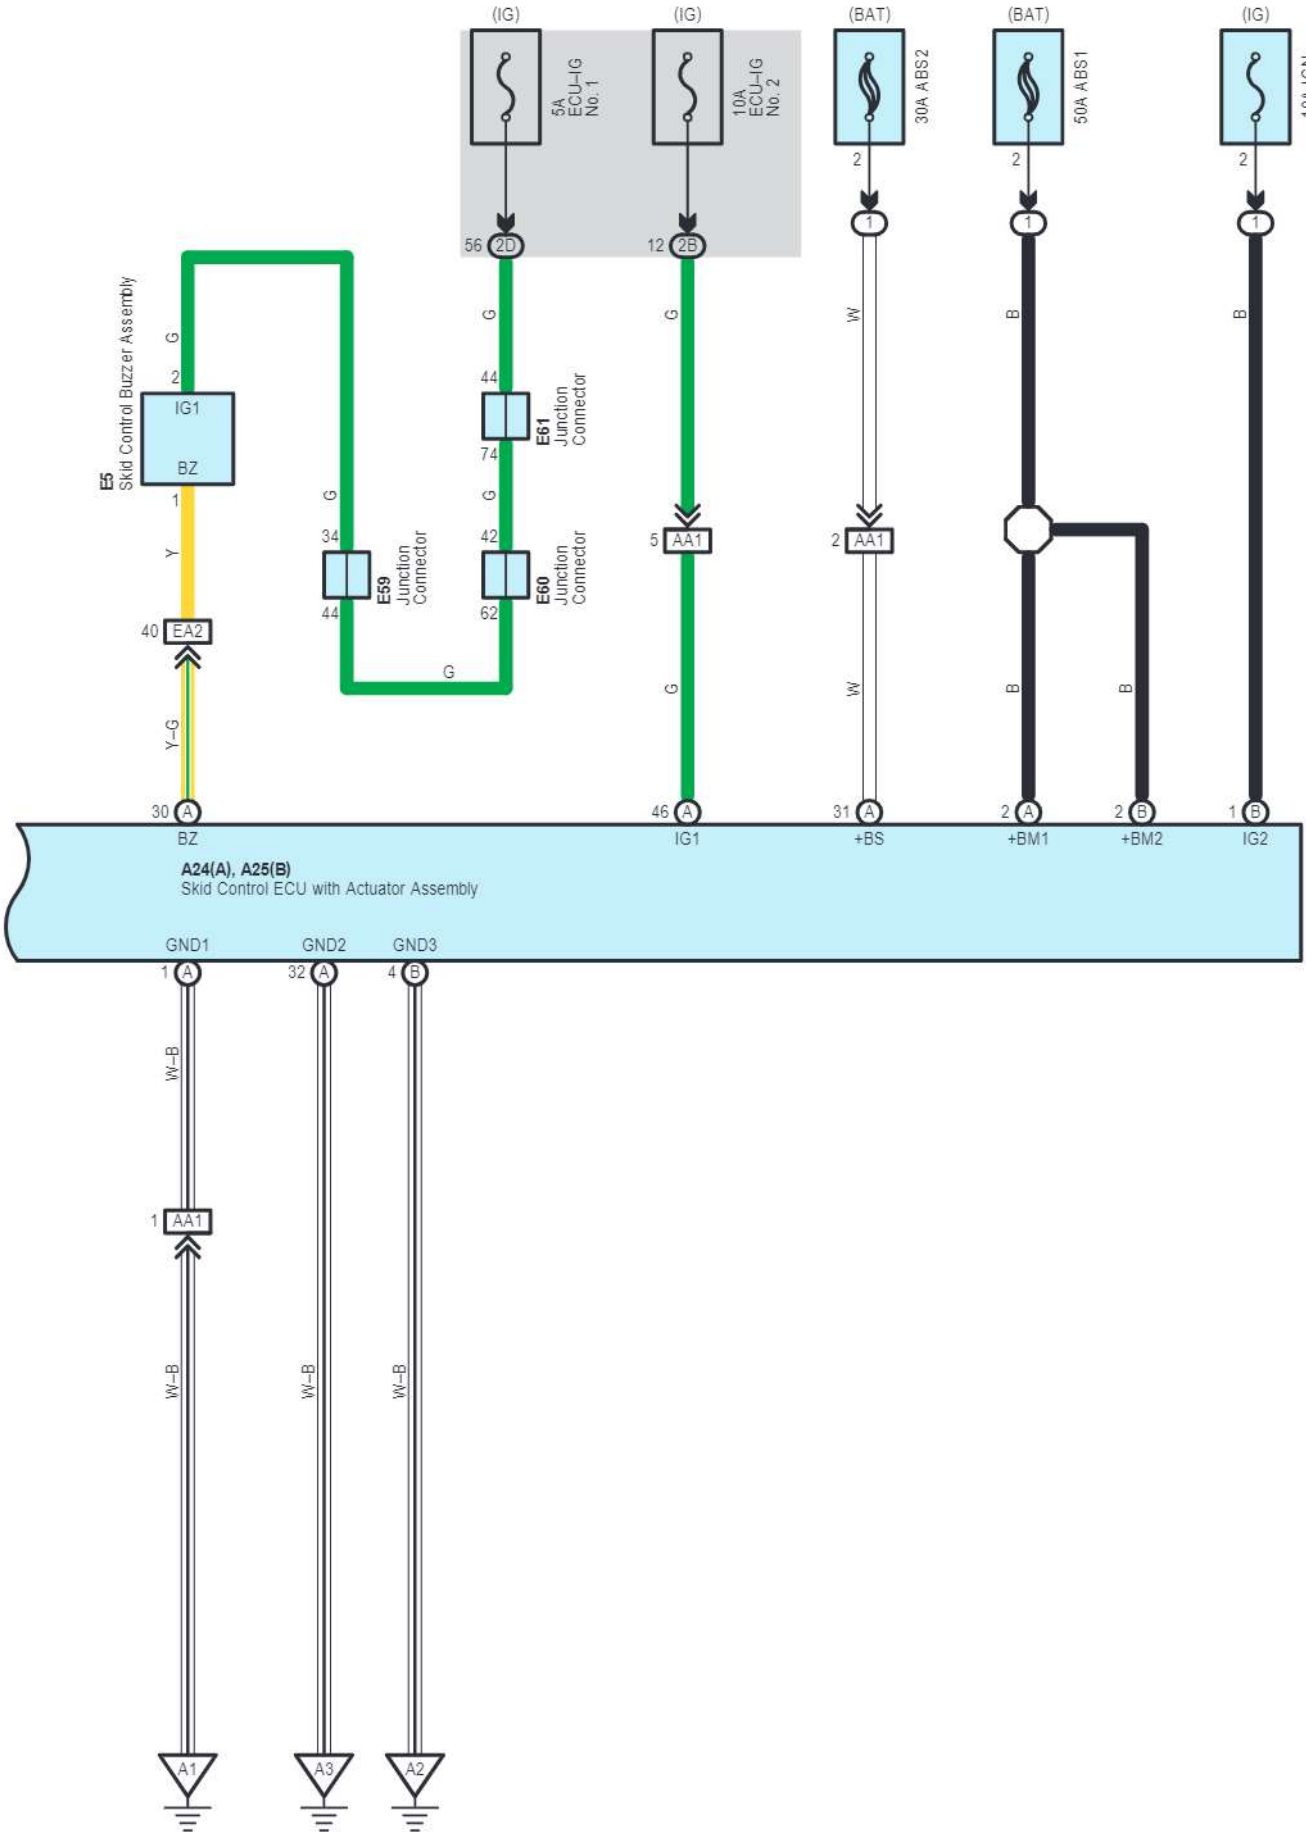 (IG)
(IG)
(BAT)
(BAT)
(IG)
5A
ECU–IG
No. 1
10A
ECU–IG
No. 2
30A ABS2
50A ABS1
2
2
2
1
1
1
56
2D
12
2B
G
G
G
W
B
B
E5
Skid Control Buzzer Assembly
2
IG1
BZ
1
44
E61
Junction
Connector
74
G
G
34
E59
Junction
Connector
44
42
E60
Junction
Connector
62
5
AA1
2
AA1
Y
40
EA2
G
Y–G
G
W
B
B
30
A
46
A
31
A
2
A
2
B
1
B
BZ
IG1
+BS
+BM1
+BM2
IG2
A24(A), A25(B)
Skid Control ECU with Actuator Assembly
GND1
GND2
GND3
1
A
32
A
4
B
W–B
1
AA1
W–B
W–B
W–B
A1
A3
A2